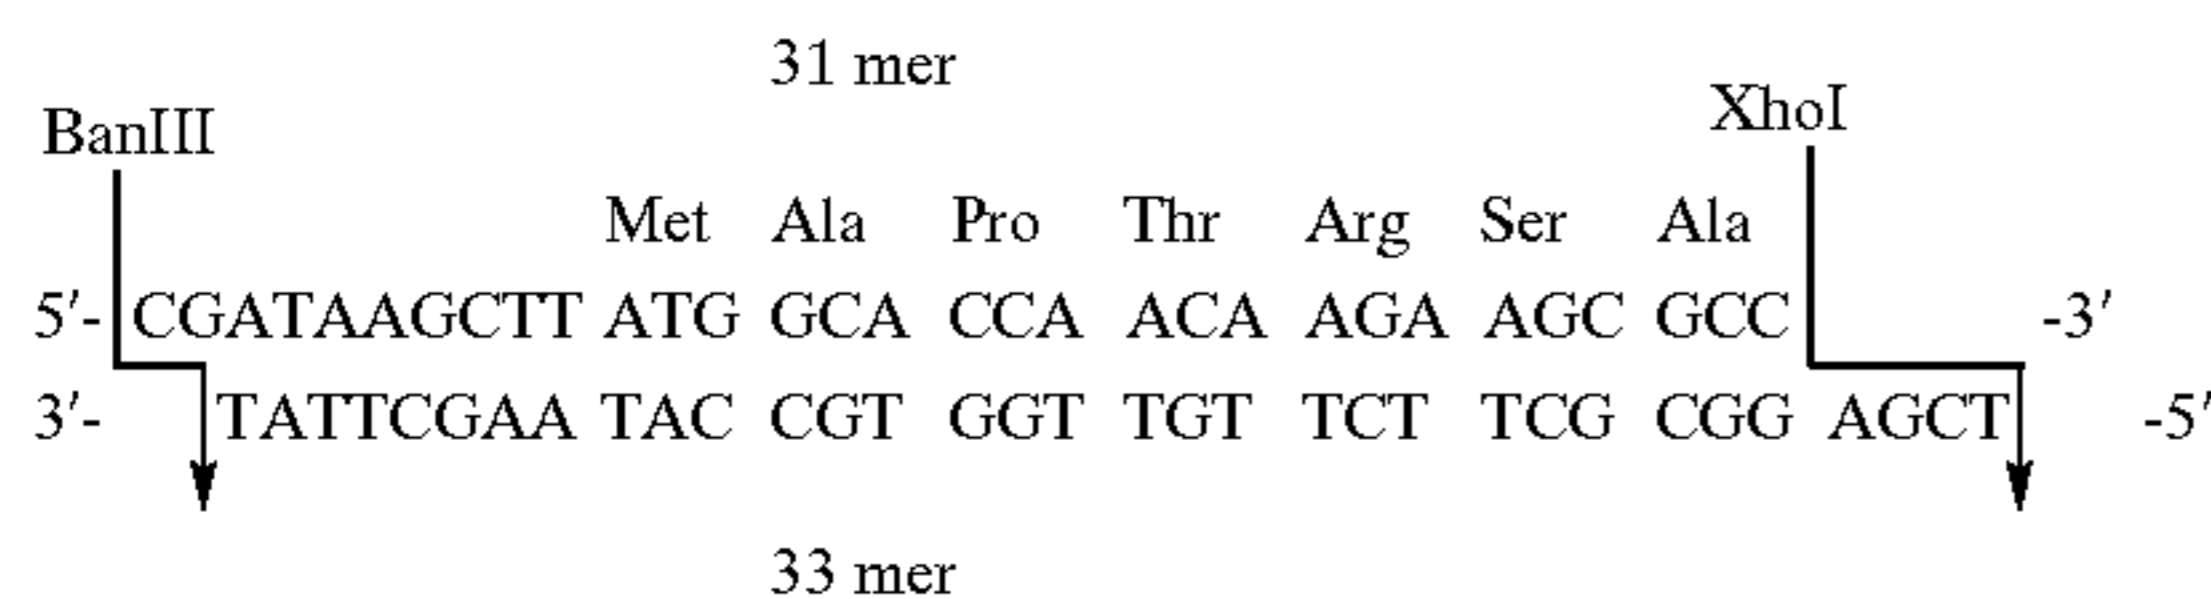 31 mer
BanIII XhoI
Met Ala Pro Thr Arg Ser Ala
5′- CGATAAGCTT ATG GCA CCA ACA AGA AGC GCC -3′
3′- TATTCGAA TAC CGT GGT TGT TCT TCG CGG AGCT -5′
33 mer